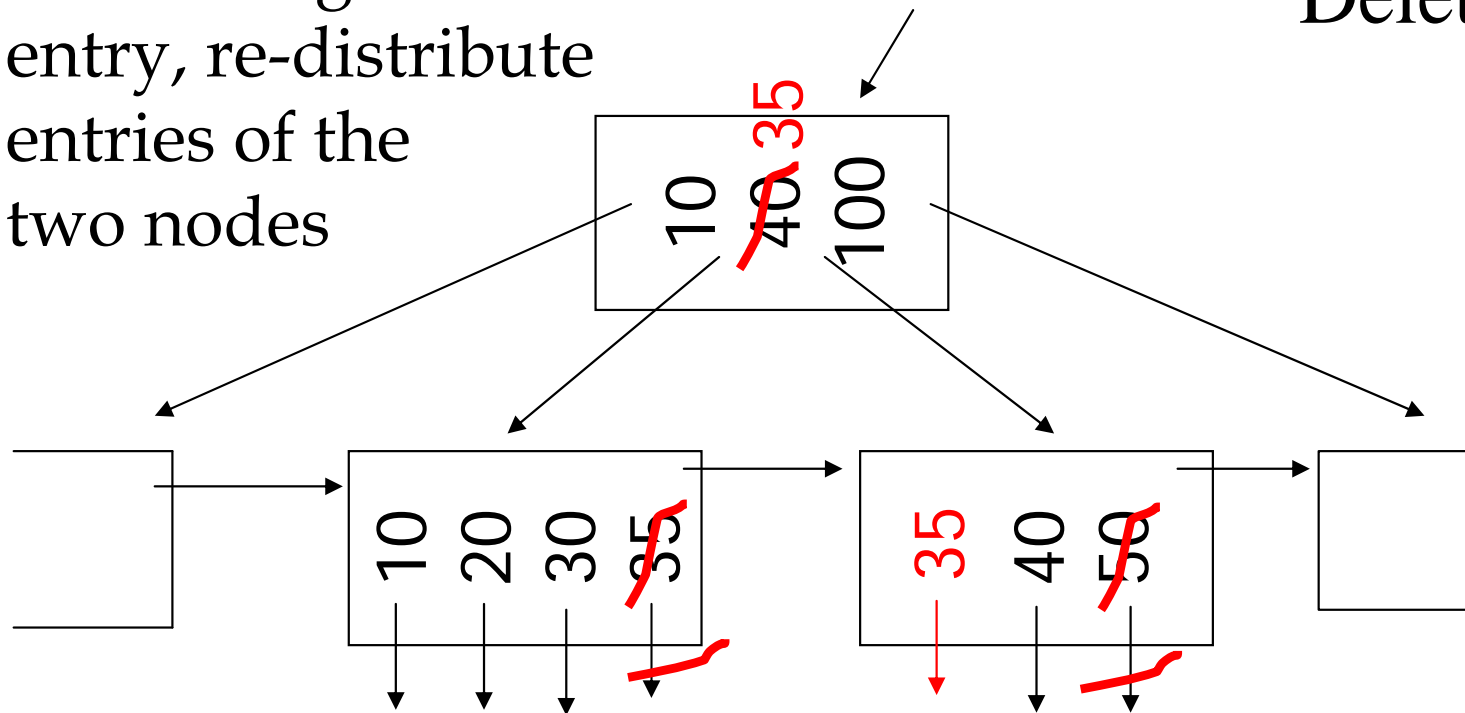 entry, re-distribute
entries of the
two nodes
35
10 40 100
10 20 30 35
35 40 50